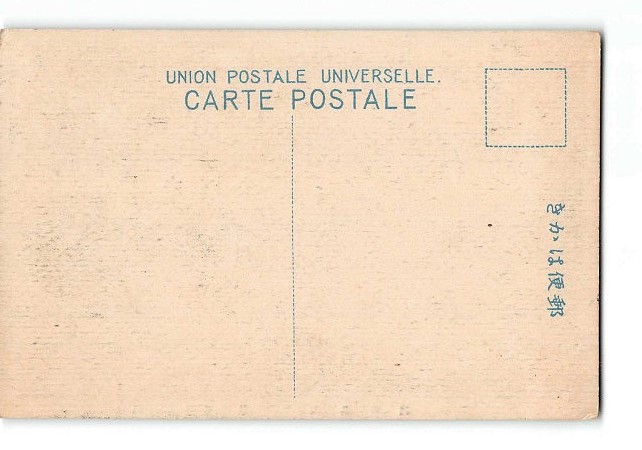 UNION POSTALE UNIVERSELLE.
CARTE POSTALE
きかは便郵